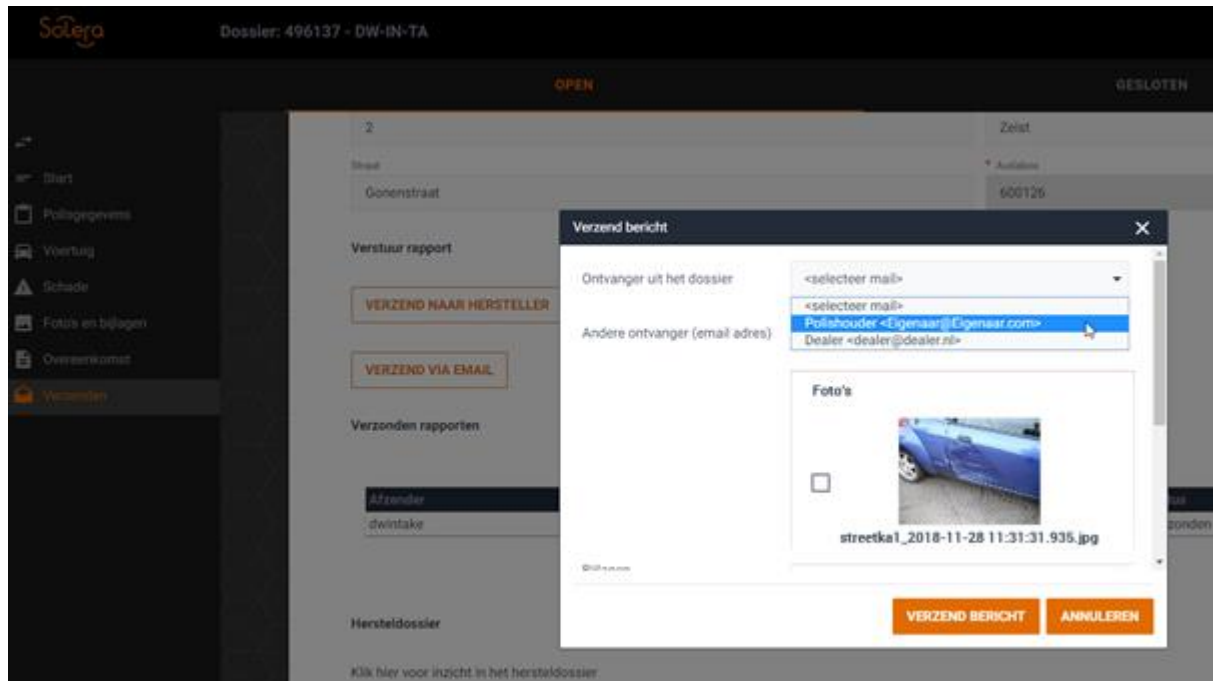 Solera
Dossier: 496137 - DW-IN-TA
OPEN
GESLOTEN
Start
Polisgegevens
Voertuig
Schade
Foto's en bijlagen
Overeenkomst
Verzenden
2
Zeist
Straat
Gonenstraat
600126
Verstuur rapport
VERZEND NAAR HERSTELLER
VERZEND VIA EMAIL
Verzonden rapporten
Afzender
dwintake
zonden
Hersteldossier
Klik hier voor inzicht in het hersteldossier
Verzend bericht
Ontvanger uit het dossier
<selecteer mail>
<selecteer mail>
Polishouder <Eigenaar@Eigenaar.com>
Dealer <dealer@dealer.nl>
Andere ontvanger (email adres)
Foto's
streetka1_2018-11-28 11:31:31.935.jpg
VERZEND BERICHT
ANNULEREN